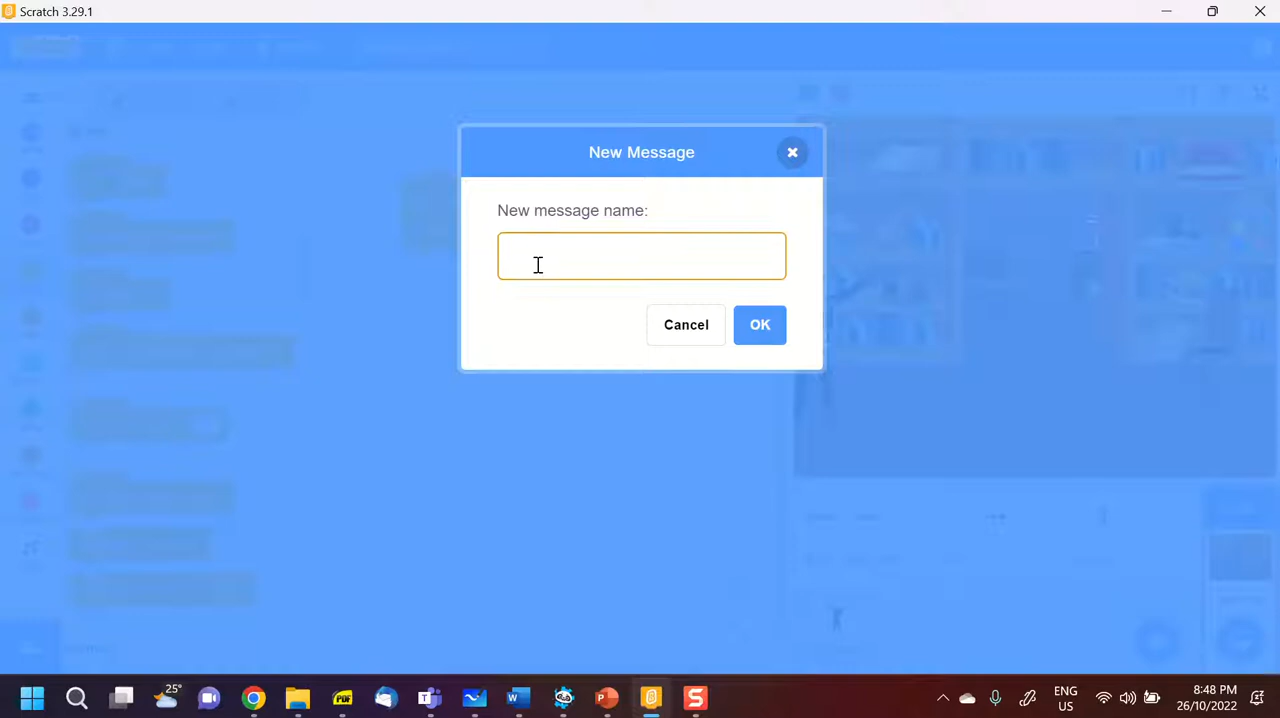 Scratch 3.29.1
New Message
New message name:
Cancel
OK
25°
PDF
ENG
US
8:48 PM
26/10/2022